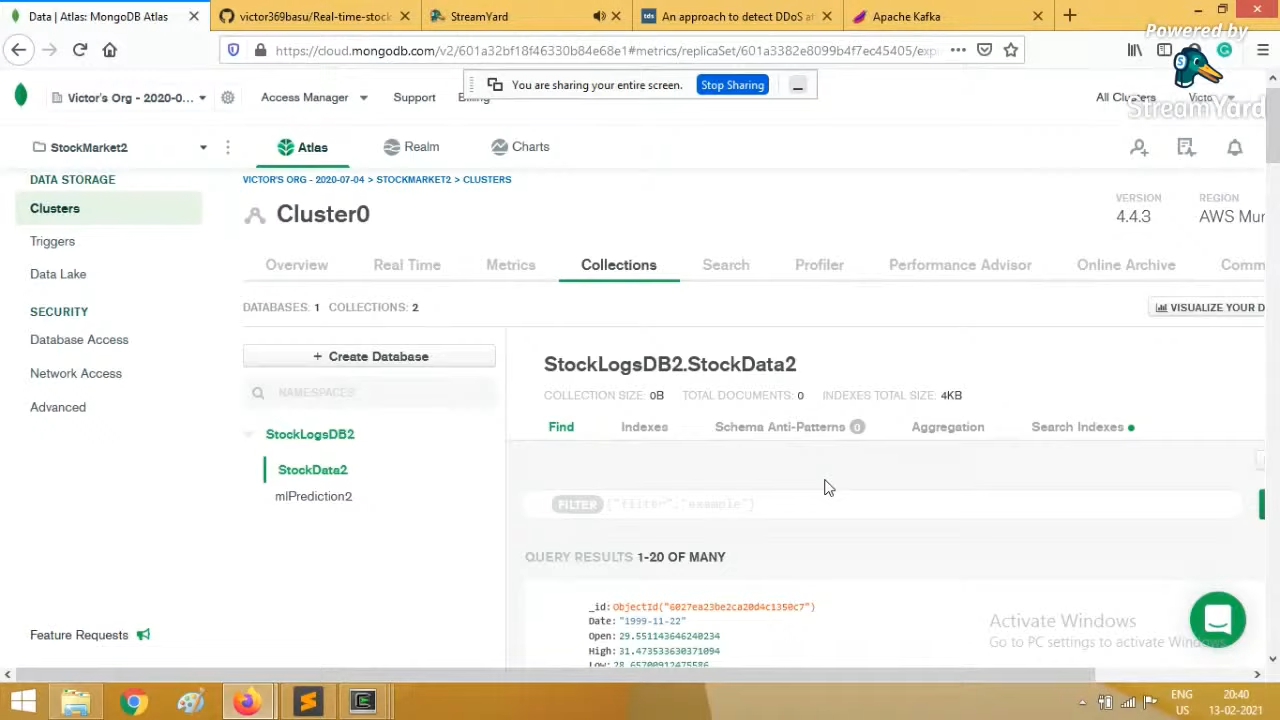 Data | Atlas: MongoDB Atlas
victor369basu/Real-time-stock
StreamYard
tds An approach to detect DDoS at
Apache Kafka
Powered by
https://cloud.mongodb.com/v2/601a32bf18f46330b84e68e1#metrics/replicaSet/601a3382e8099b4f7ec45405/exp
You are sharing your entire screen. Stop Sharing
StreamYard
Victor's Org - 2020-0...
Access Manager
Support
Billing
All Clusters
StockMarket2
Atlas
Realm
Charts
DATA STORAGE
VICTOR'S ORG - 2020-07-04 > STOCKMARKET2 > CLUSTERS
Clusters
Cluster0
VERSION
REGION
4.4.3
AWS Mum
Triggers
Data Lake
Overview
Real Time
Metrics
Collections
Search
Profiler
Performance Advisor
Online Archive
Comm
SECURITY
DATABASES: 1 COLLECTIONS: 2
VISUALIZE YOUR D
Database Access
+ Create Database
StockLogsDB2.StockData2
Network Access
NAMESPACES
COLLECTION SIZE: 0B TOTAL DOCUMENTS: 0 INDEXES TOTAL SIZE: 4KB
Advanced
StockLogsDB2
Find
Indexes
Schema Anti-Patterns 0
Aggregation
Search Indexes
StockData2
mlPrediction2
FILTER {"filter":"example"}
QUERY RESULTS 1-20 OF MANY
_id: ObjectId("6027ea23be2ca20d4c1350c7")
Date: "1999-11-22"
Open: 29.551143646240234
High: 31.473533630371094
Low: 28.65700912475586
Feature Requests
Activate Windows
Go to PC settings to activate Windows.
ENG
US
20:40
13-02-2021